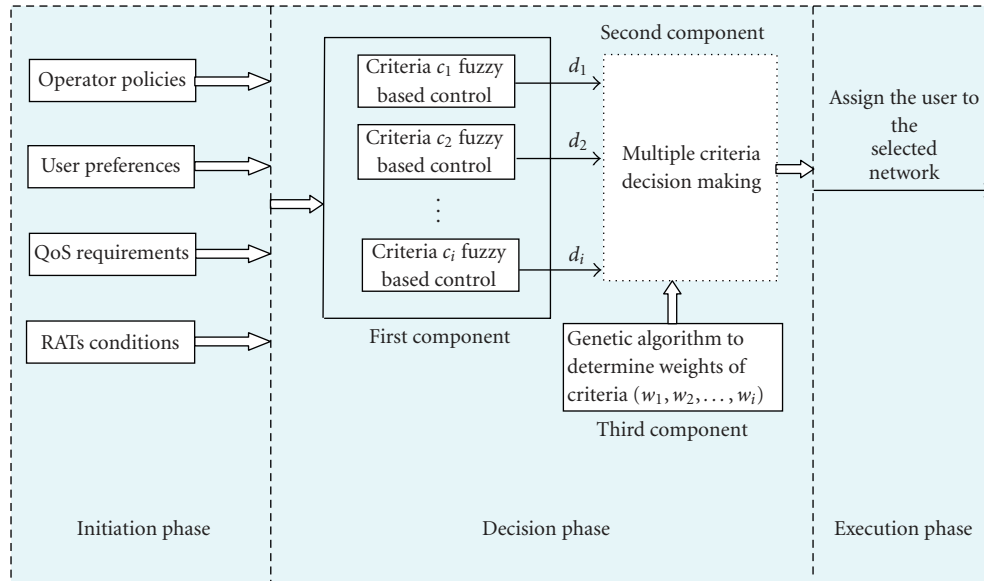 Operator policies
User preferences
QoS requirements
RATs conditions
Initiation phase
Criteria c₁ fuzzy
based control
Criteria c₂ fuzzy
based control
⋮
Criteria cᵢ fuzzy
based control
First component
d₁
d₂
dᵢ
Second component
Multiple criteria
decision making
Genetic algorithm to
determine weights of
criteria (w₁, w₂, . . . , wᵢ)
Third component
Decision phase
Assign the user to
the
selected
network
Execution phase